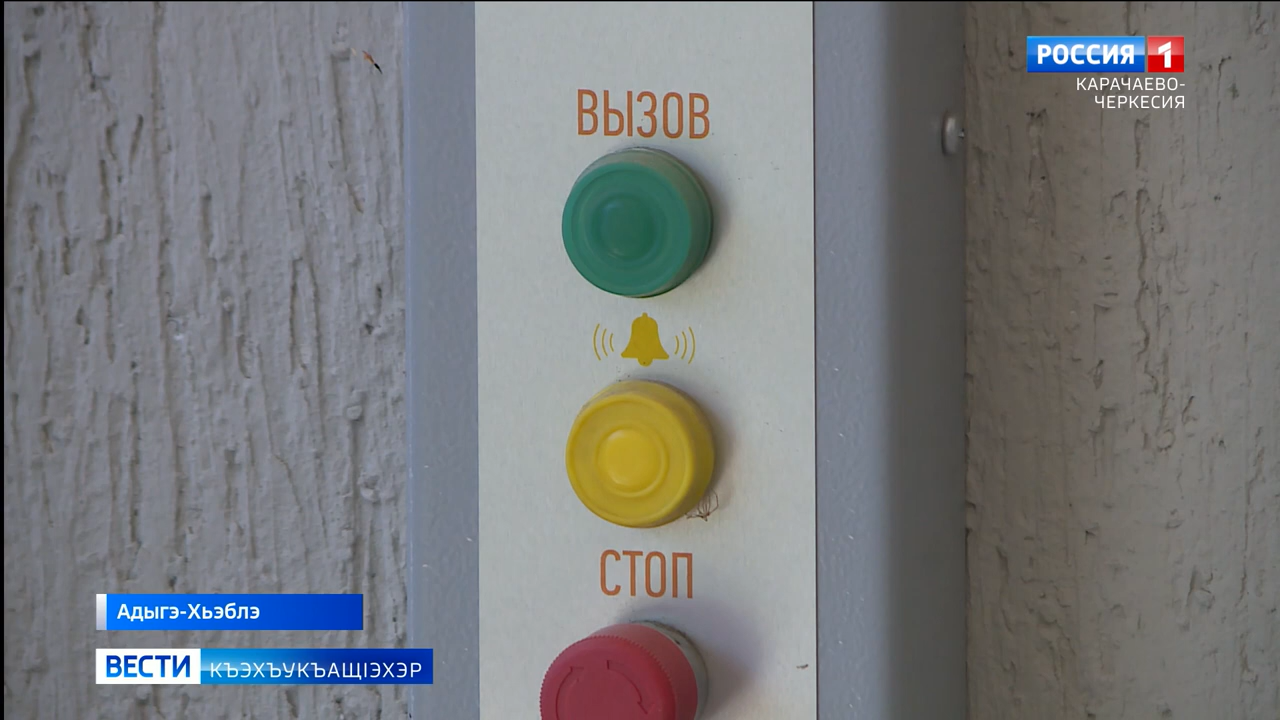 РОССИЯ 1
КАРАЧАЕВО-
ЧЕРКЕСИЯ
ВЫЗОВ
СТОП
Адыгэ-Хьэблэ
ВЕСТИ КЪЭХЪУКЪАЩІЭХЭР